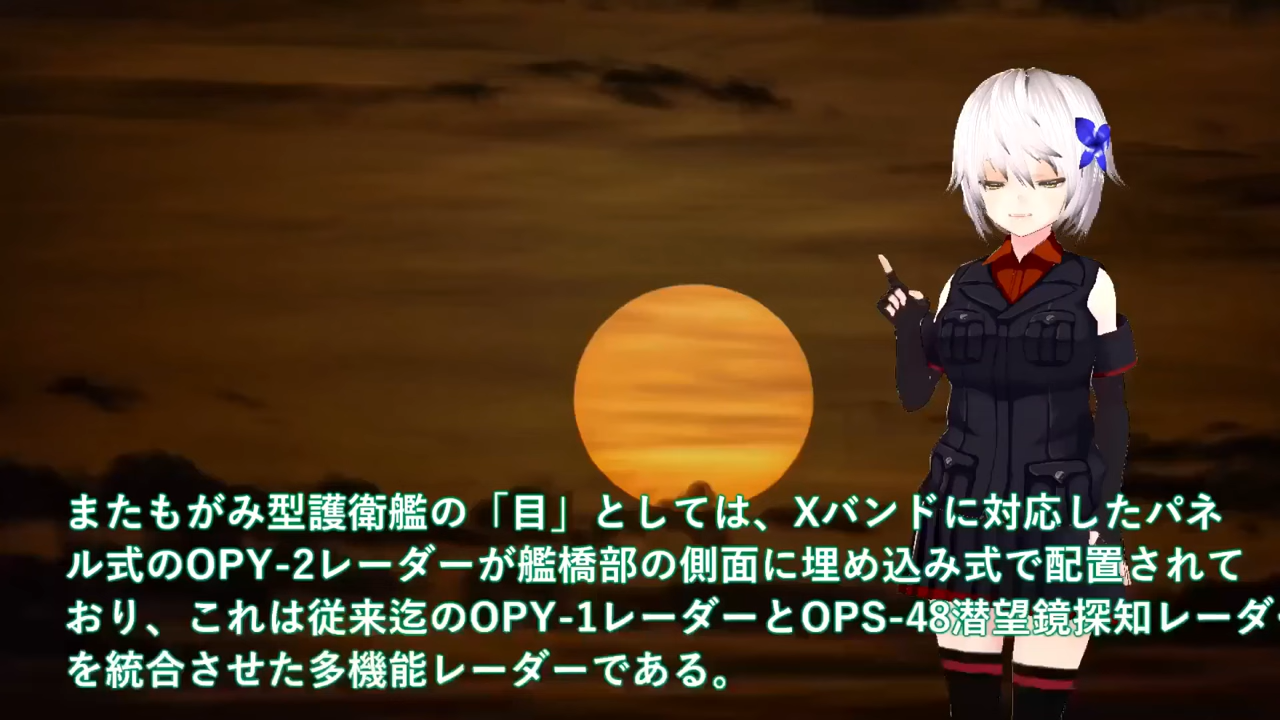 またもがみ型護衛艦の「目」としては、Xバンドに対応したパネ
ル式のOPY-2レーダーが艦橋部の側面に埋め込み式で配置されて
おり、これは従来迄のOPY-1レーダーとOPS-48潜望鏡探知レーダー
を統合させた多機能レーダーである。